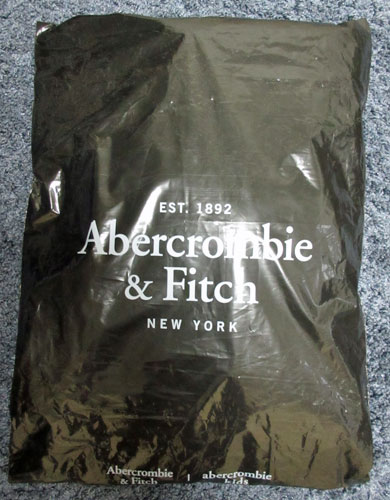 EST. 1892
Abercrombie
& Fitch
NEW YORK
Abercrombie | abercrombie
& Fitch kids